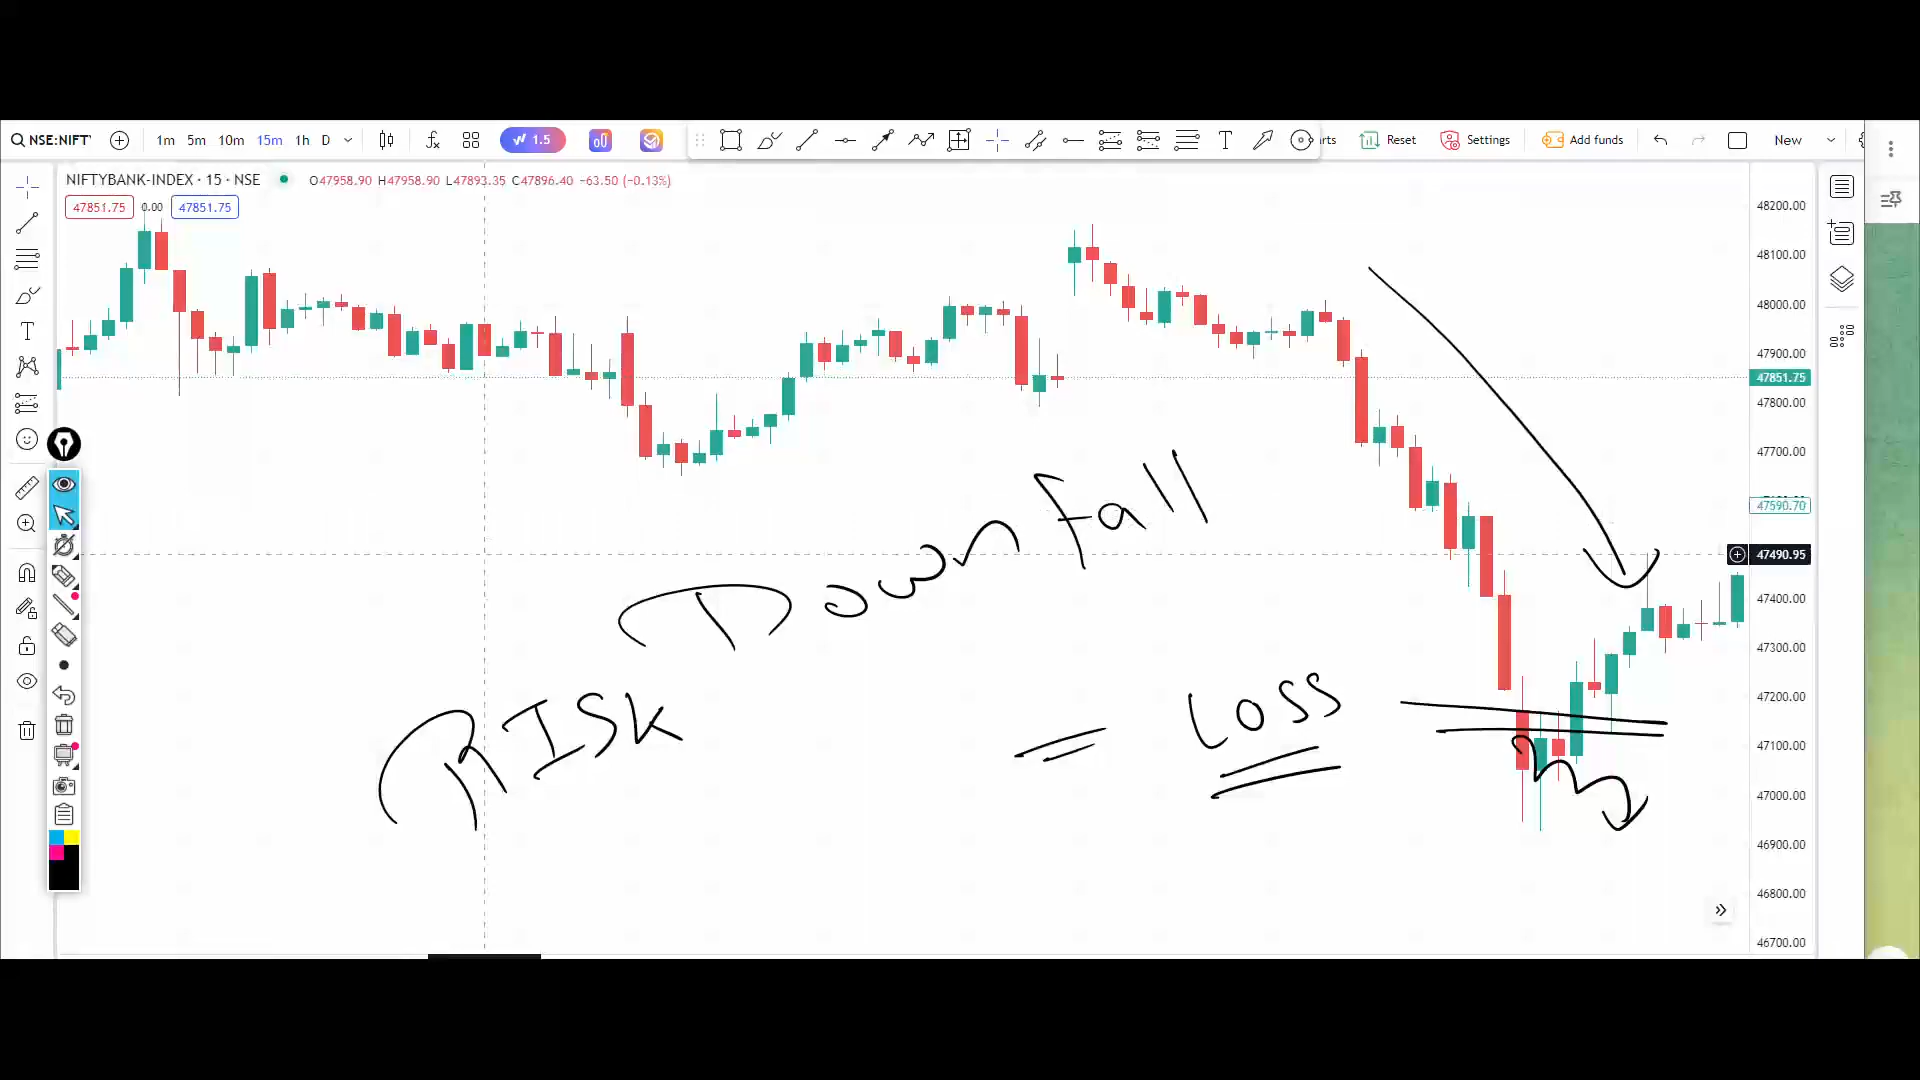 NSE:NIFTY 1m 5m 10m 15m 1h D 1.5 Reset Settings Add funds New
NIFTYBANK-INDEX · 15 · NSE O47958.90 H47958.90 L47893.35 C47896.40 −63.50 (−0.13%)
47851.75 0.00 47851.75
48200.00
48100.00
48000.00
47900.00
47851.75
47800.00
47700.00
47590.70
47490.95
47400.00
47300.00
47200.00
47100.00
47000.00
46900.00
46800.00
46700.00
Downfall
RISK
= Loss